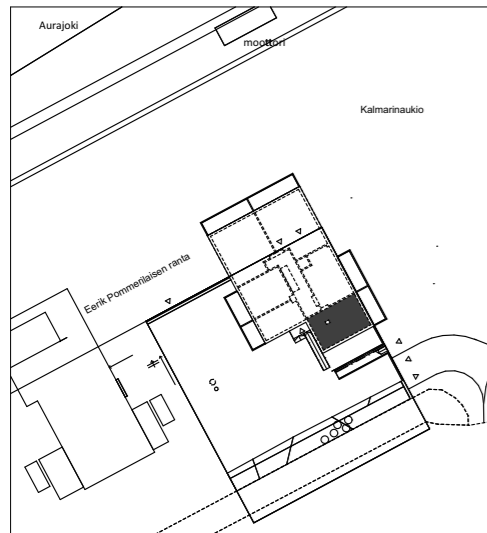 Aurajoki
moottori
Kalmarinaukio
Eerik Pommerilaisen ranta